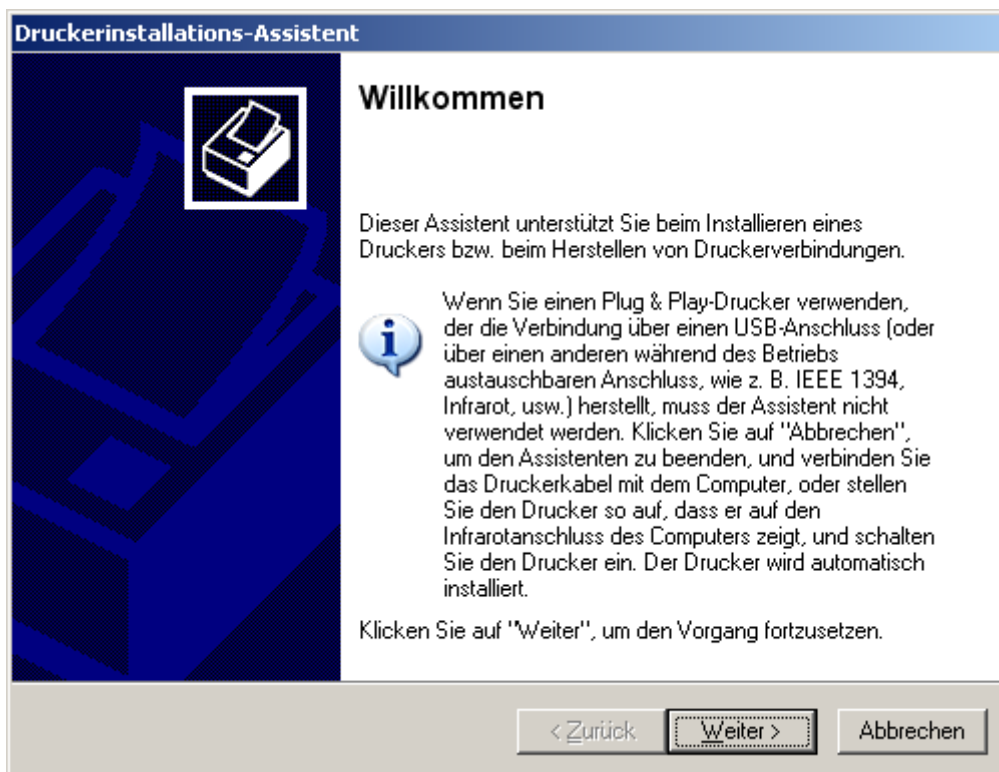 Druckerinstallations-Assistent
Willkommen
Dieser Assistent unterstützt Sie beim Installieren eines
Druckers bzw. beim Herstellen von Druckerverbindungen.
Wenn Sie einen Plug & Play-Drucker verwenden,
der die Verbindung über einen USB-Anschluss (oder
über einen anderen während des Betriebs
austauschbaren Anschluss, wie z. B. IEEE 1394,
Infrarot, usw.) herstellt, muss der Assistent nicht
verwendet werden. Klicken Sie auf "Abbrechen",
um den Assistenten zu beenden, und verbinden Sie
das Druckerkabel mit dem Computer, oder stellen
Sie den Drucker so auf, dass er auf den
Infrarotanschluss des Computers zeigt, und schalten
Sie den Drucker ein. Der Drucker wird automatisch
installiert.
Klicken Sie auf "Weiter", um den Vorgang fortzusetzen.
< Zurück Weiter > Abbrechen